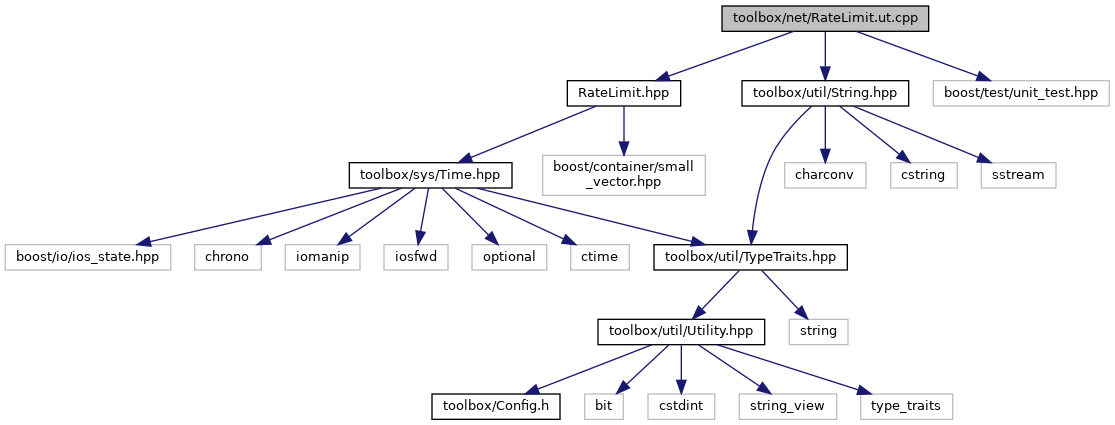 toolbox/net/RateLimit.ut.cpp
RateLimit.hpp
toolbox/util/String.hpp
boost/test/unit_test.hpp
toolbox/sys/Time.hpp
boost/container/small
_vector.hpp
charconv
cstring
sstream
boost/io/ios_state.hpp
chrono
iomanip
iosfwd
optional
ctime
toolbox/util/TypeTraits.hpp
toolbox/util/Utility.hpp
string
toolbox/Config.h
bit
cstdint
string_view
type_traits